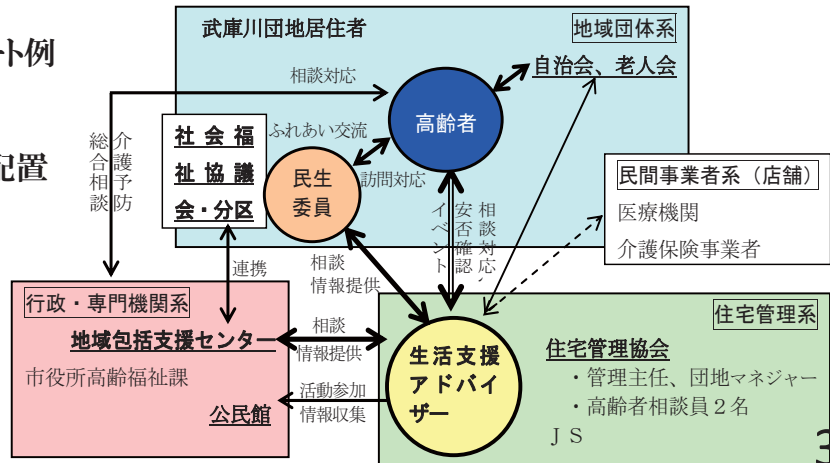 ト例
配置
武庫川団地居住者
地域団体系
自治会、老人会
相談対応
高齢者
介護予防
総合相談
社会福
祉協議
会・分区
ふれあい交流
民生
委員
訪問対応
民間事業者系（店舗）
医療機関
介護保険事業者
相談対応、
安否確認
イベント
連携
相談
情報提供
行政・専門機関系
地域包括支援センター
市役所高齢福祉課
公民館
相談
情報提供
活動参加
情報収集
生活支援
アドバイ
ザー
住宅管理系
住宅管理協会
・管理主任、団地マネジャー
・高齢者相談員２名
ＪＳ
3